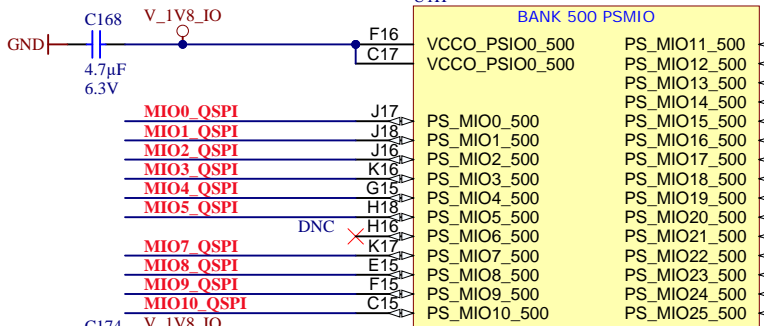 BANK 500 PSMIO
C168 V_1V8_IO
GND
4.7µF
6.3V
F16 VCCO_PSIO0_500 PS_MIO11_500
C17 VCCO_PSIO0_500 PS_MIO12_500
PS_MIO13_500
PS_MIO14_500
MIO0_QSPI J17 PS_MIO0_500 PS_MIO15_500
MIO1_QSPI J18 PS_MIO1_500 PS_MIO16_500
MIO2_QSPI J16 PS_MIO2_500 PS_MIO17_500
MIO3_QSPI K16 PS_MIO3_500 PS_MIO18_500
MIO4_QSPI G15 PS_MIO4_500 PS_MIO19_500
MIO5_QSPI H18 PS_MIO5_500 PS_MIO20_500
DNC H16 PS_MIO6_500 PS_MIO21_500
MIO7_QSPI K17 PS_MIO7_500 PS_MIO22_500
MIO8_QSPI E15 PS_MIO8_500 PS_MIO23_500
MIO9_QSPI F15 PS_MIO9_500 PS_MIO24_500
MIO10_QSPI C15 PS_MIO10_500 PS_MIO25_500
C174 V_1V8_IO